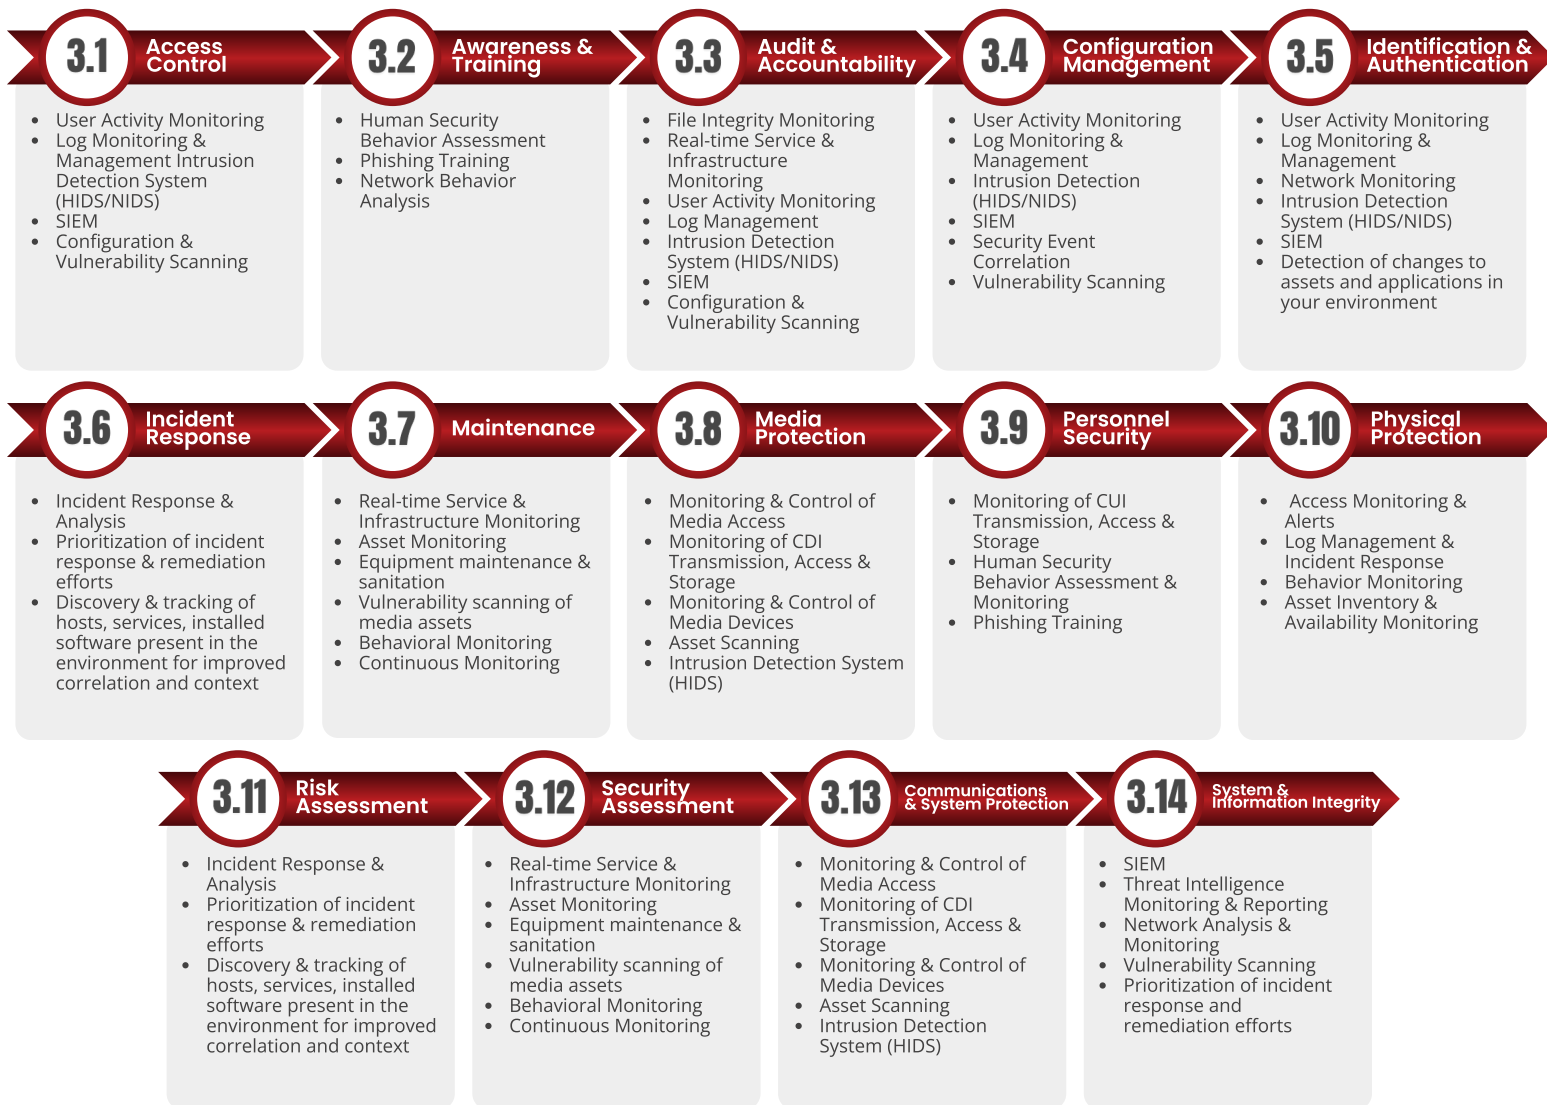 3.1
Access
Control
• User Activity Monitoring
• Log Monitoring &
Management Intrusion
Detection System
(HIDS/NIDS)
• SIEM
• Configuration &
Vulnerability Scanning
3.2
Awareness &
Training
• Human Security
Behavior Assessment
• Phishing Training
• Network Behavior
Analysis
3.3
Audit &
Accountability
• File Integrity Monitoring
• Real-time Service &
Infrastructure
Monitoring
• User Activity Monitoring
• Log Management
• Intrusion Detection
System (HIDS/NIDS)
• SIEM
• Configuration &
Vulnerability Scanning
3.4
Configuration
Management
• User Activity Monitoring
• Log Monitoring &
Management
• Intrusion Detection
(HIDS/NIDS)
• SIEM
• Security Event
Correlation
• Vulnerability Scanning
3.5
Identification &
Authentication
• User Activity Monitoring
• Log Monitoring &
Management
• Network Monitoring
• Intrusion Detection
System (HIDS/NIDS)
• SIEM
• Detection of changes to
assets and applications in
your environment
3.6
Incident
Response
• Incident Response &
Analysis
• Prioritization of incident
response & remediation
efforts
• Discovery & tracking of
hosts, services, installed
software present in the
environment for improved
correlation and context
3.7
Maintenance
• Real-time Service &
Infrastructure Monitoring
• Asset Monitoring
• Equipment maintenance &
sanitation
• Vulnerability scanning of
media assets
• Behavioral Monitoring
• Continuous Monitoring
3.8
Media
Protection
• Monitoring & Control of
Media Access
• Monitoring of CDI
Transmission, Access &
Storage
• Monitoring & Control of
Media Devices
• Asset Scanning
• Intrusion Detection System
(HIDS)
3.9
Personnel
Security
• Monitoring of CUI
Transmission, Access &
Storage
• Human Security
Behavior Assessment &
Monitoring
• Phishing Training
3.10
Physical
Protection
• Access Monitoring &
Alerts
• Log Management &
Incident Response
• Behavior Monitoring
• Asset Inventory &
Availability Monitoring
3.11
Risk
Assessment
• Incident Response &
Analysis
• Prioritization of incident
response & remediation
efforts
• Discovery & tracking of
hosts, services, installed
software present in the
environment for improved
correlation and context
3.12
Security
Assessment
• Real-time Service &
Infrastructure Monitoring
• Asset Monitoring
• Equipment maintenance &
sanitation
• Vulnerability scanning of
media assets
• Behavioral Monitoring
• Continuous Monitoring
3.13
Communications
& System Protection
• Monitoring & Control of
Media Access
• Monitoring of CDI
Transmission, Access &
Storage
• Monitoring & Control of
Media Devices
• Asset Scanning
• Intrusion Detection
System (HIDS)
3.14
System &
Information Integrity
• SIEM
• Threat Intelligence
Monitoring & Reporting
• Network Analysis &
Monitoring
• Vulnerability Scanning
• Prioritization of incident
response and
remediation efforts